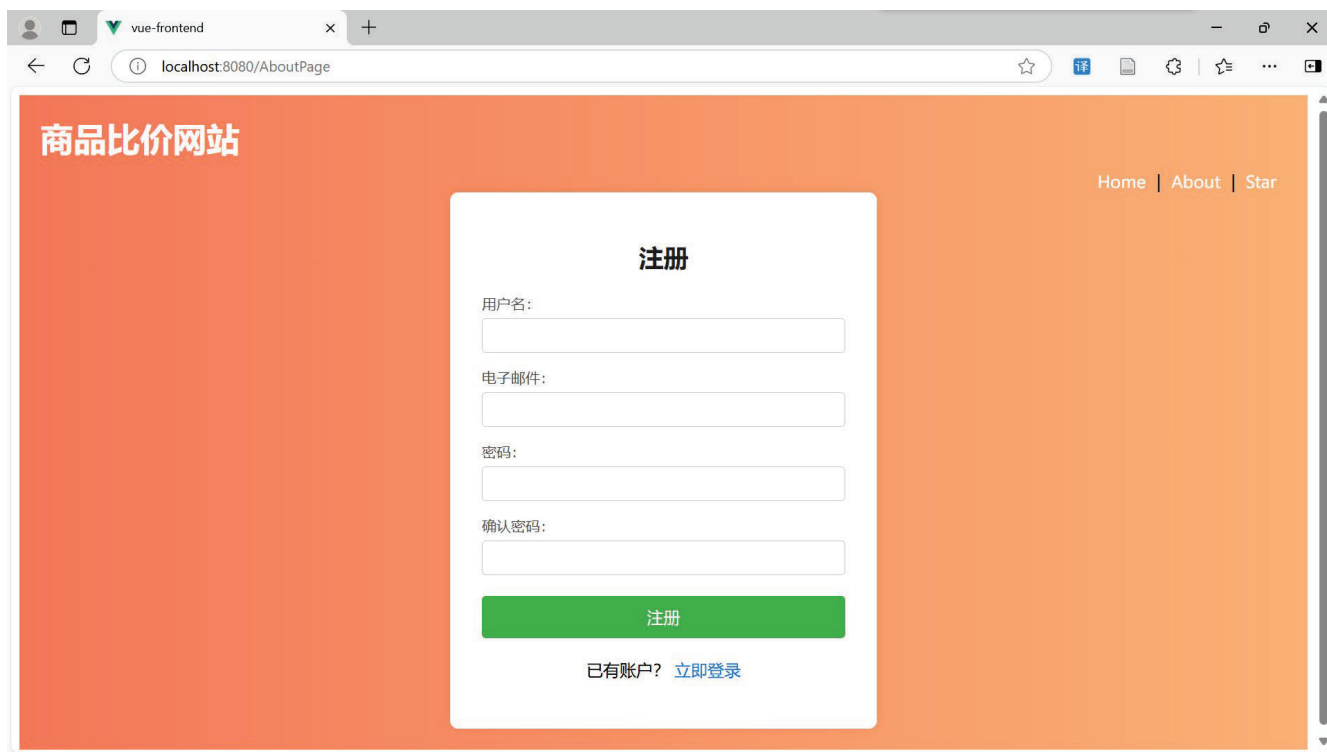 vue-frontend
localhost:8080/AboutPage
译
商品比价网站
Home | About | Star
注册
用户名：
电子邮件：
密码：
确认密码：
注册
已有账户？ 立即登录